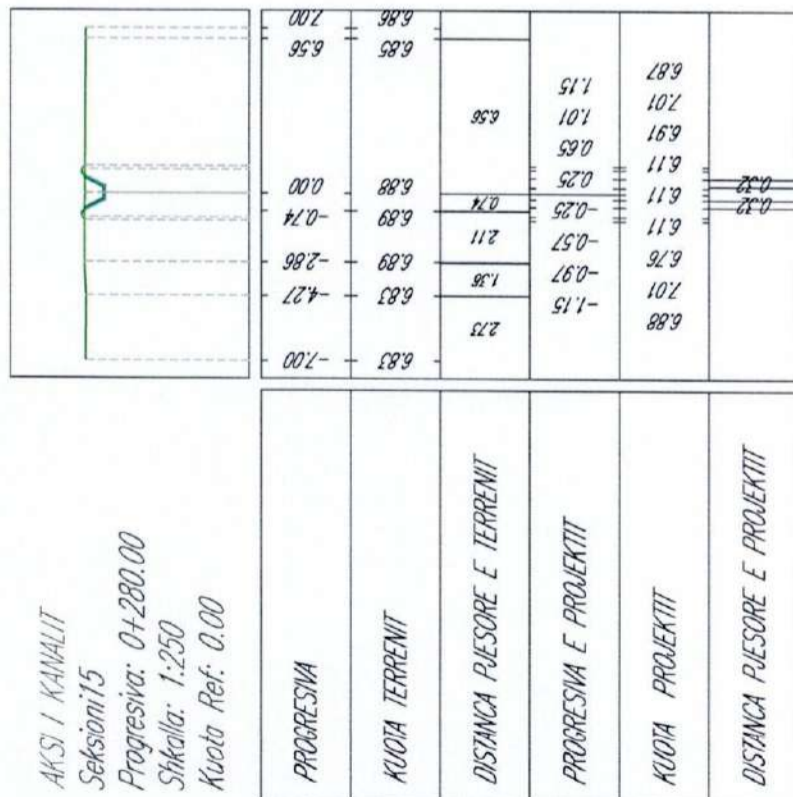 AKSI I KANALIT
Seksioni15
Progresiva: 0+280.00
Shkalla: 1:250
Kuota Ref: 0.00
PROGRESIVA
-7.00 -4.27 -2.86 -0.74 0.00 6.56 7.00
KUOTA TERRENIT
6.83 6.83 6.89 6.89 6.88 6.85 6.86
DISTANCA PJESORE E TERRENIT
2.73 1.36 2.11 0.74 6.56
PROGRESIVA E PROJEKTIT
-1.15 -0.97 -0.57 -0.25 0.25 0.65 1.01 1.15
KUOTA PROJEKTIT
6.88 7.01 6.76 6.11 6.11 6.11 6.91 7.01 6.87
DISTANCA PJESORE E PROJEKTIT
0.32 0.32